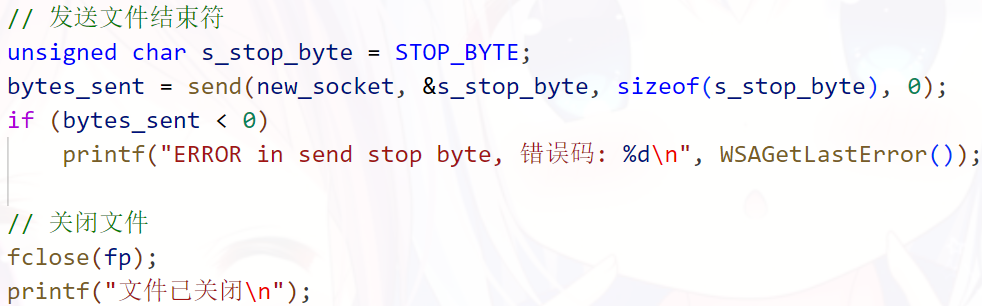 // 发送文件结束符
unsigned char s_stop_byte = STOP_BYTE;
bytes_sent = send(new_socket, &s_stop_byte, sizeof(s_stop_byte), 0);
if (bytes_sent < 0)
    printf("ERROR in send stop byte, 错误码: %d\n", WSAGetLastError());
// 关闭文件
fclose(fp);
printf("文件已关闭\n");